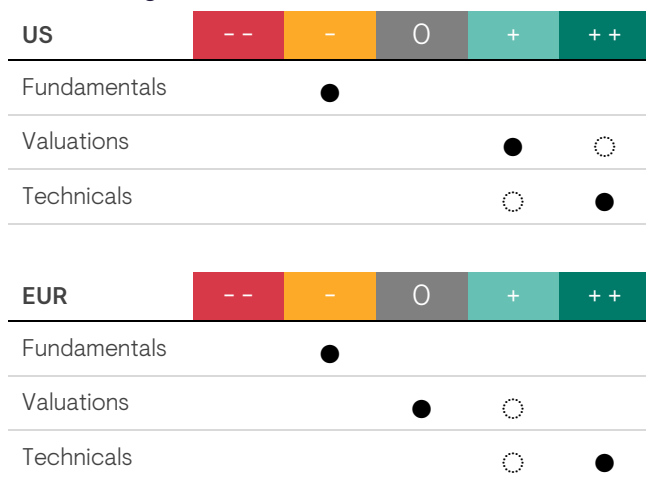 US -- - 0 + ++
Fundamentals
Valuations
Technicals
EUR -- - 0 + ++
Fundamentals
Valuations
Technicals